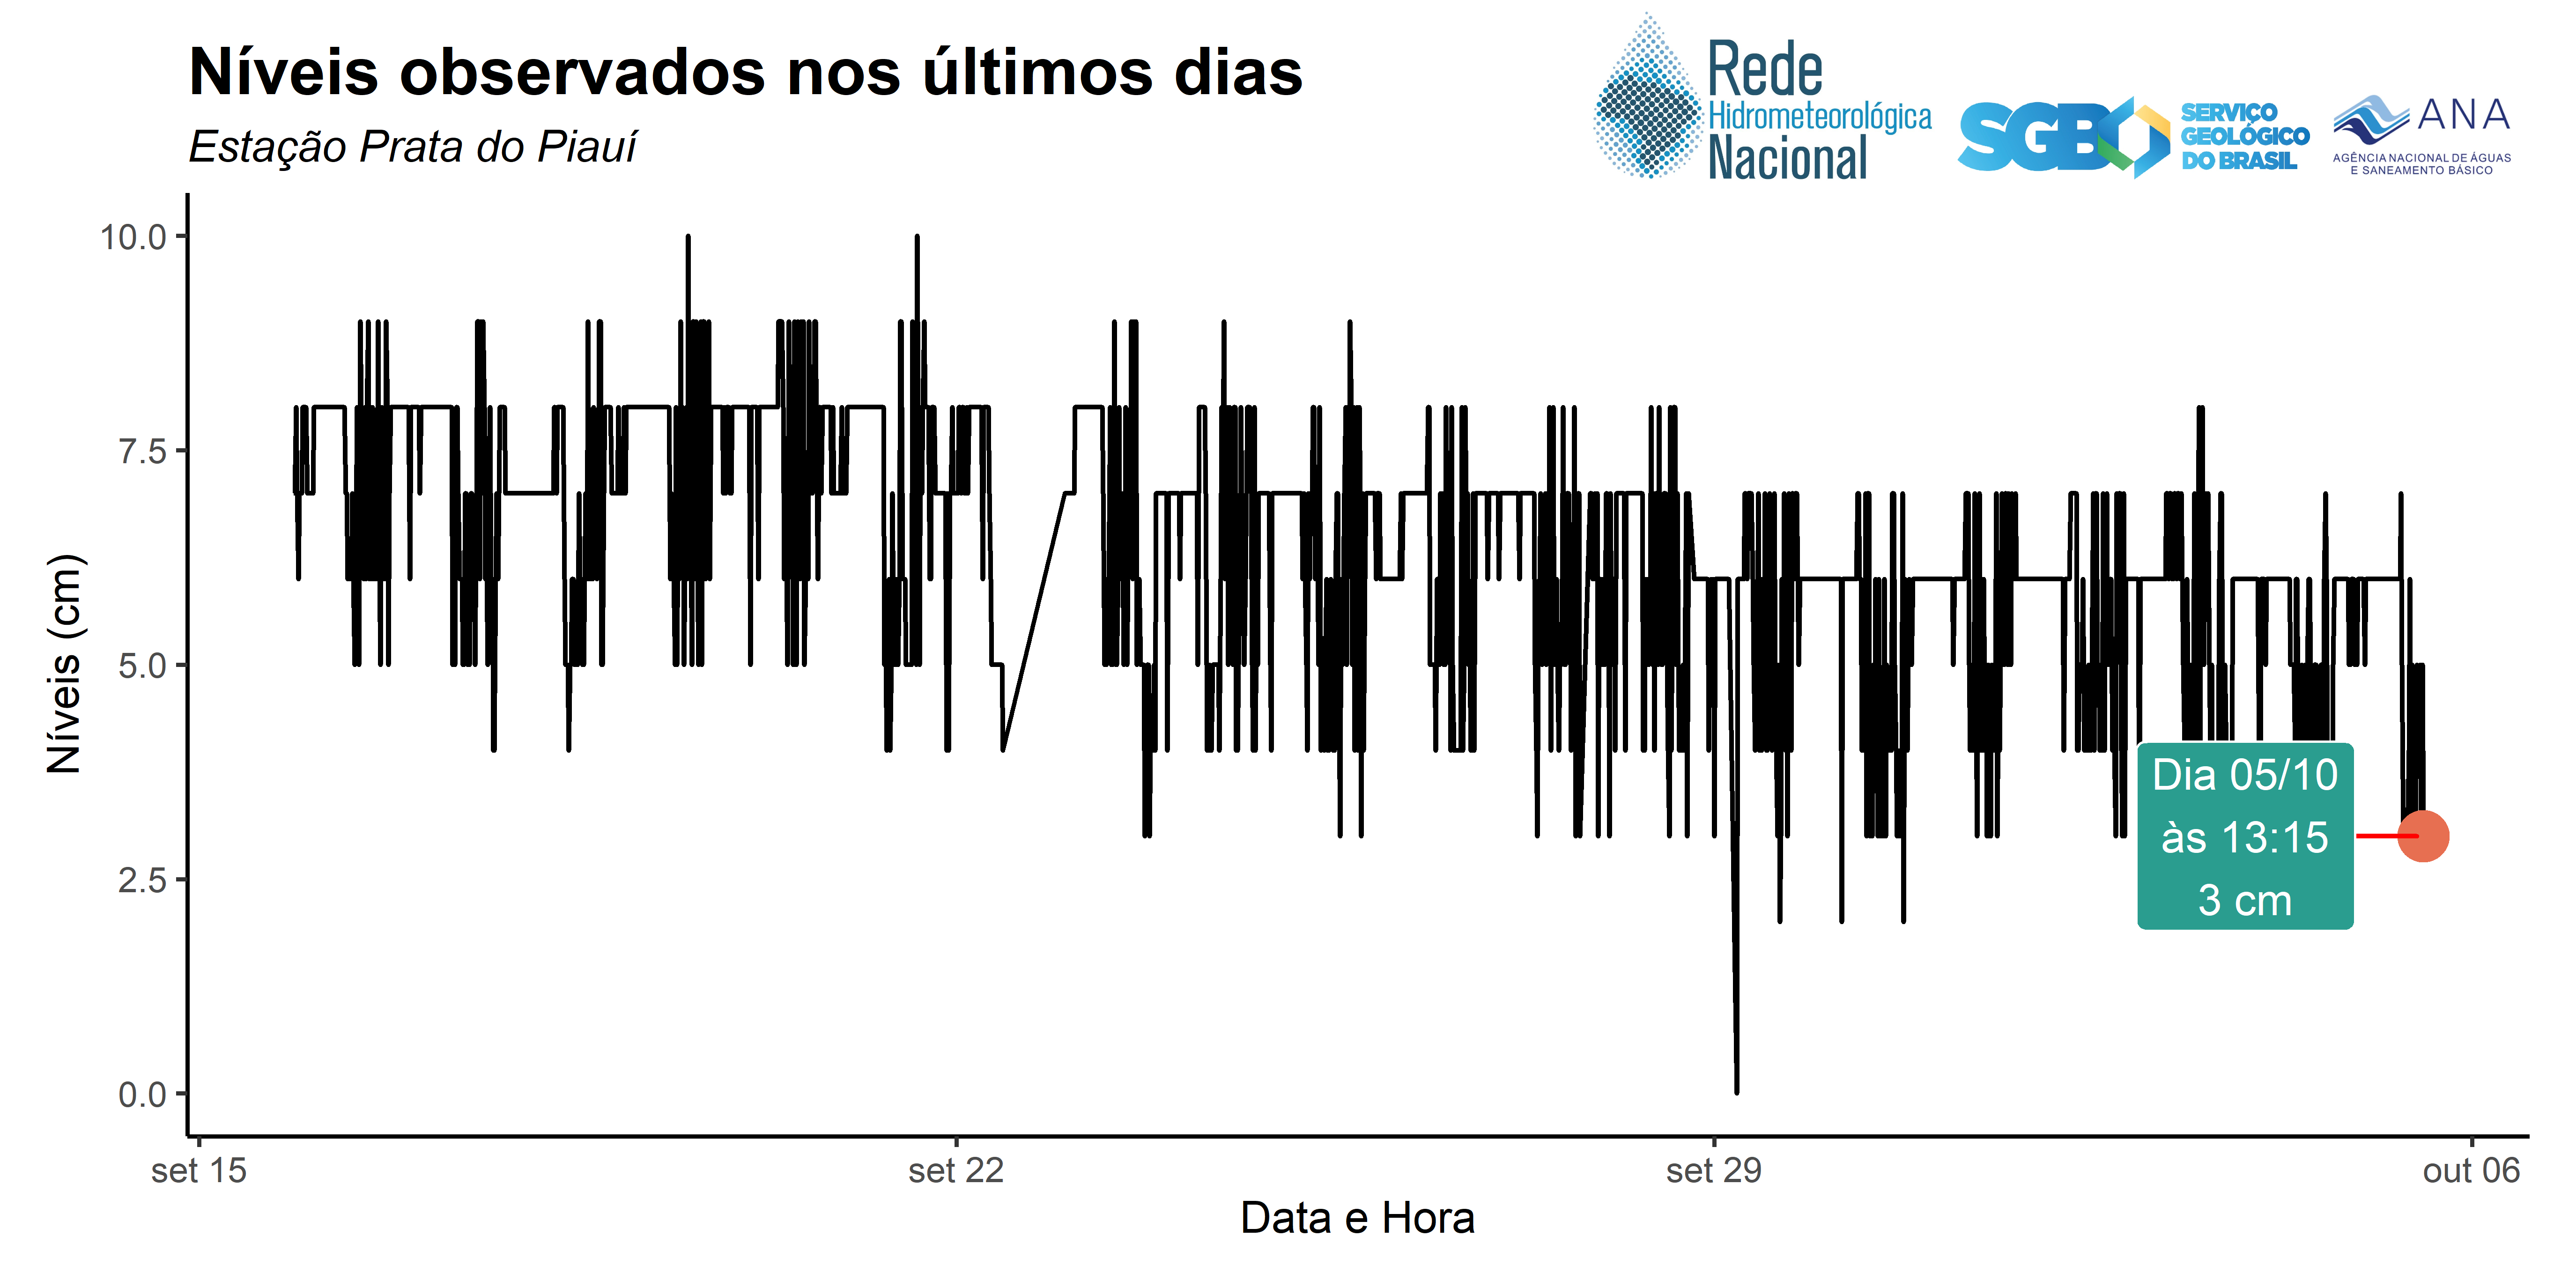 Níveis observados nos últimos dias
Estação Prata do Piauí
Rede
Hidrometeorológica
Nacional
SGB
SERVIÇO
GEOLÓGICO
DO BRASIL
ANA
AGÊNCIA NACIONAL DE ÁGUAS
E SANEAMENTO BÁSICO
Níveis (cm)
10.0
7.5
5.0
2.5
0.0
Dia 05/10
às 13:15
3 cm
set 15
set 22
set 29
out 06
Data e Hora